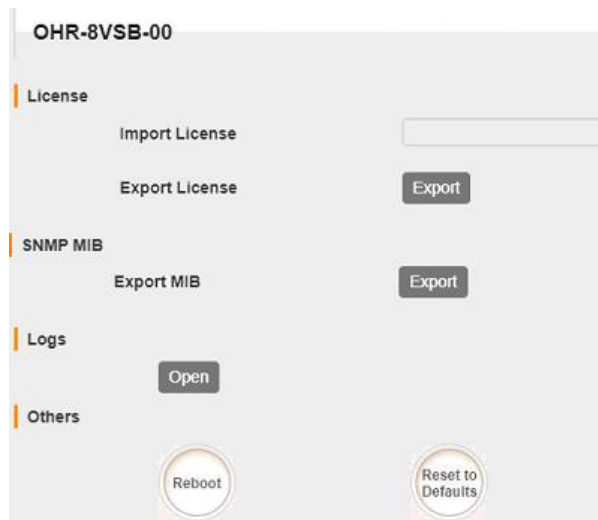 OHR-8VSB-00
License
Import License
Export License Export
SNMP MIB
Export MIB Export
Logs
Open
Others
Reboot Reset to
Defaults